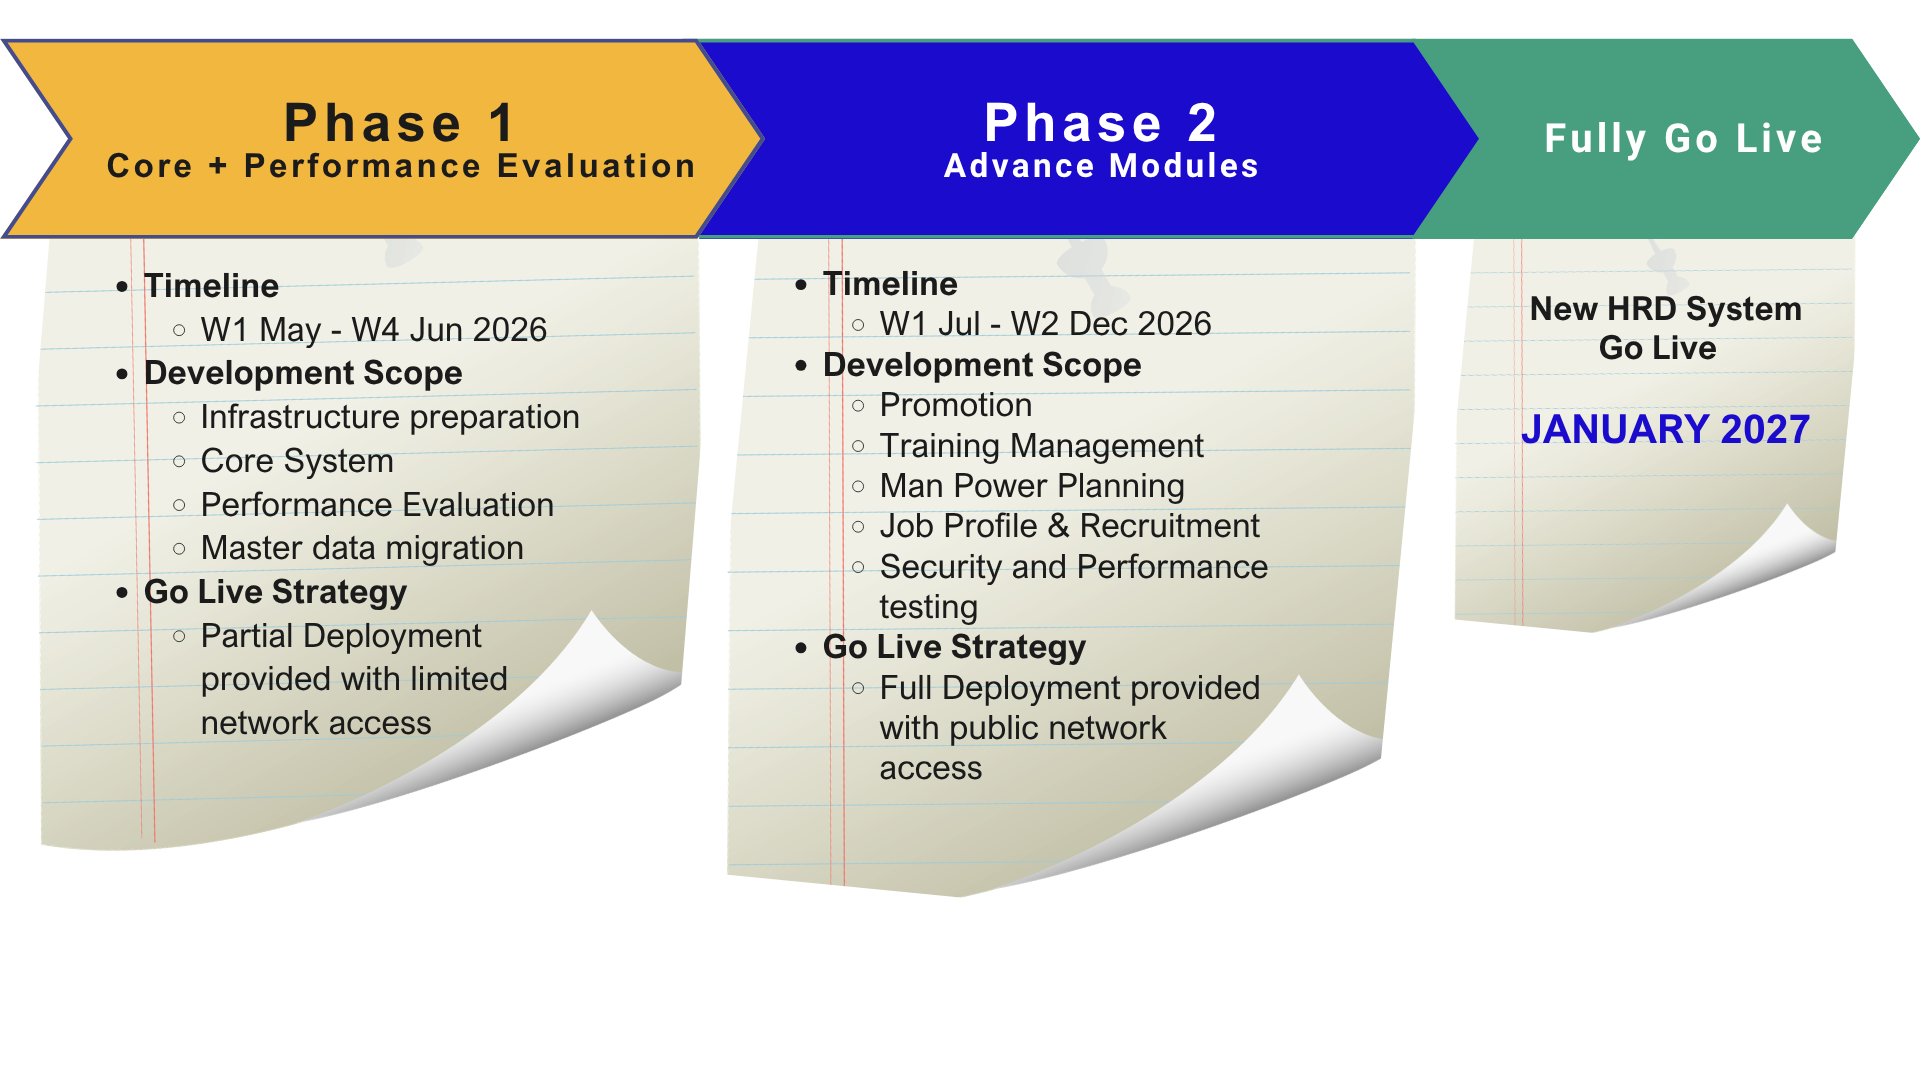 Phase 1
Core + Performance Evaluation
Phase 2
Advance Modules
Fully Go Live
• Timeline
○ W1 May - W4 Jun 2026
• Development Scope
○ Infrastructure preparation
○ Core System
○ Performance Evaluation
○ Master data migration
• Go Live Strategy
○ Partial Deployment
provided with limited
network access
• Timeline
○ W1 Jul - W2 Dec 2026
• Development Scope
○ Promotion
○ Training Management
○ Man Power Planning
○ Job Profile & Recruitment
○ Security and Performance
testing
• Go Live Strategy
○ Full Deployment provided
with public network
access
New HRD System
Go Live
JANUARY 2027